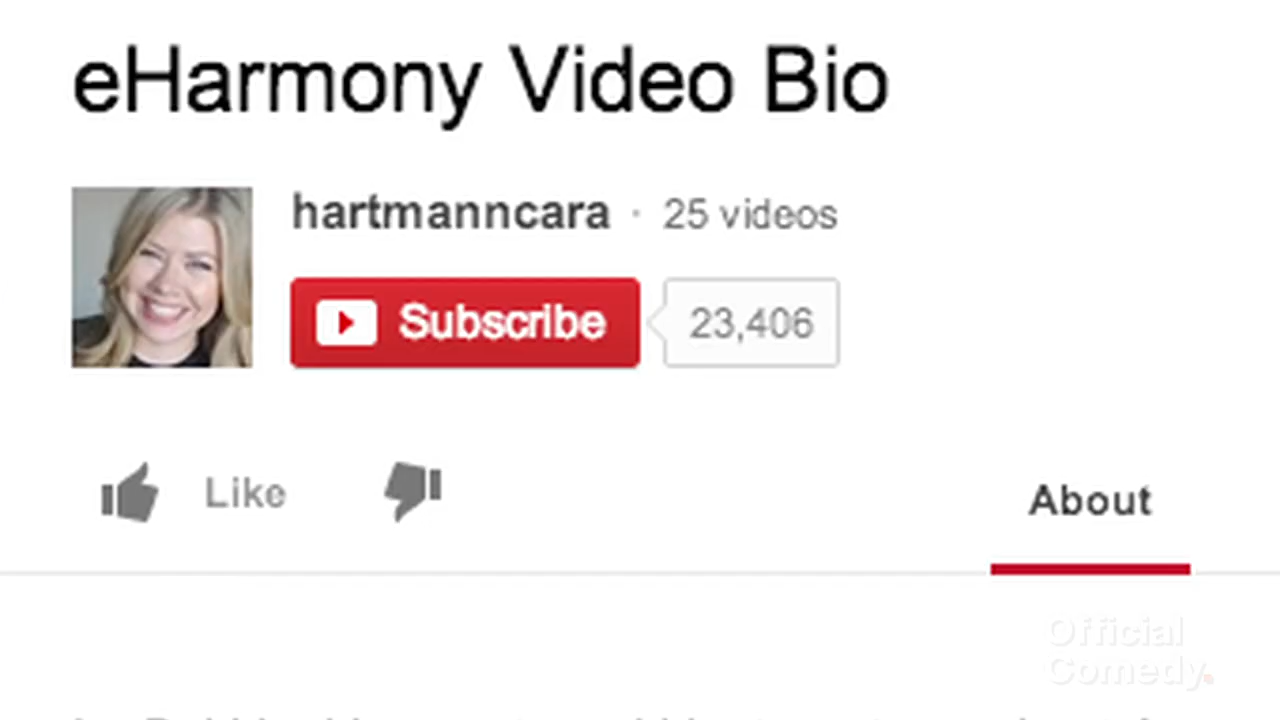 eHarmony Video Bio
hartmanncara · 25 videos
Subscribe 23,406
Like
About
Official
Comedy.